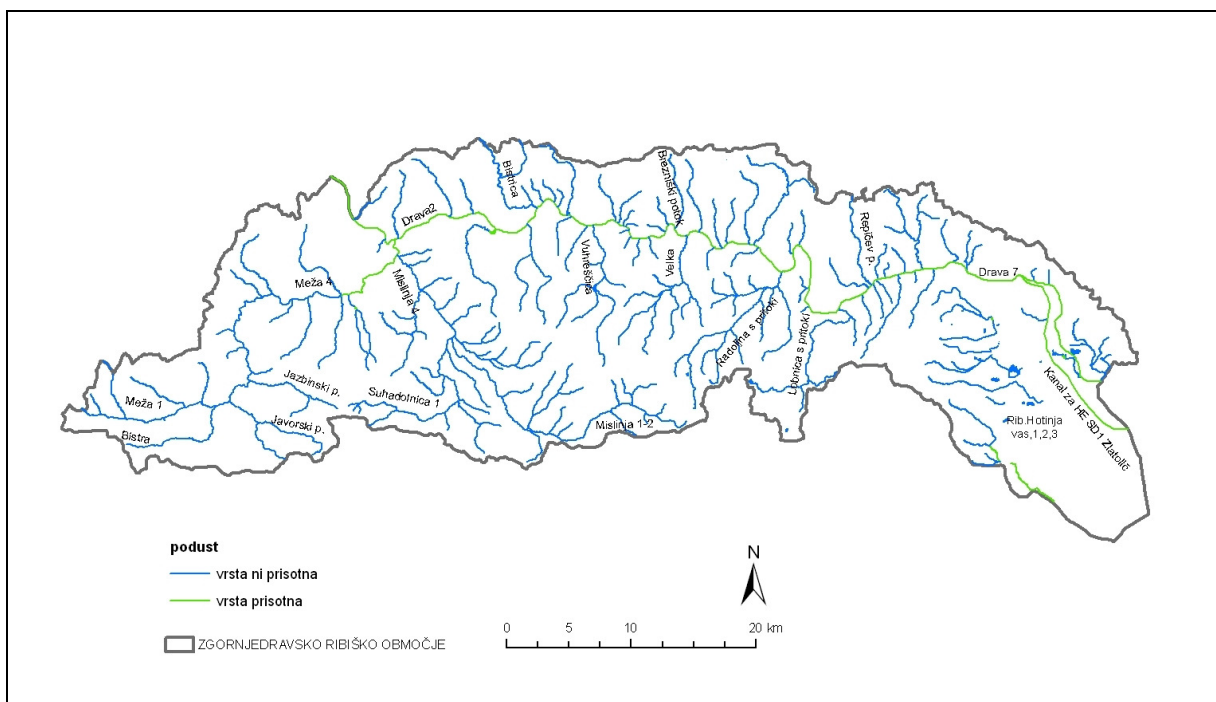 Bistrica
Brezniški potok
Drava2
Vuhreščica
Velka
Repičev p.
Drava 7
Meža 4
Mislinja 4
Radoljna s pritoki
Lobnica s pritoki
Jazbinski p.
Suhadolnica 1
Meža 1
Javorski p.
Mislinja 1-2
Bistra
Rib.Hotinja
vas,1,2,3
Kanal za HE SD1 Zlatolič
podust
vrsta ni prisotna
vrsta prisotna
ZGORNJEDRAVSKO RIBIŠKO OBMOČJE
N
0 5 10 20 km